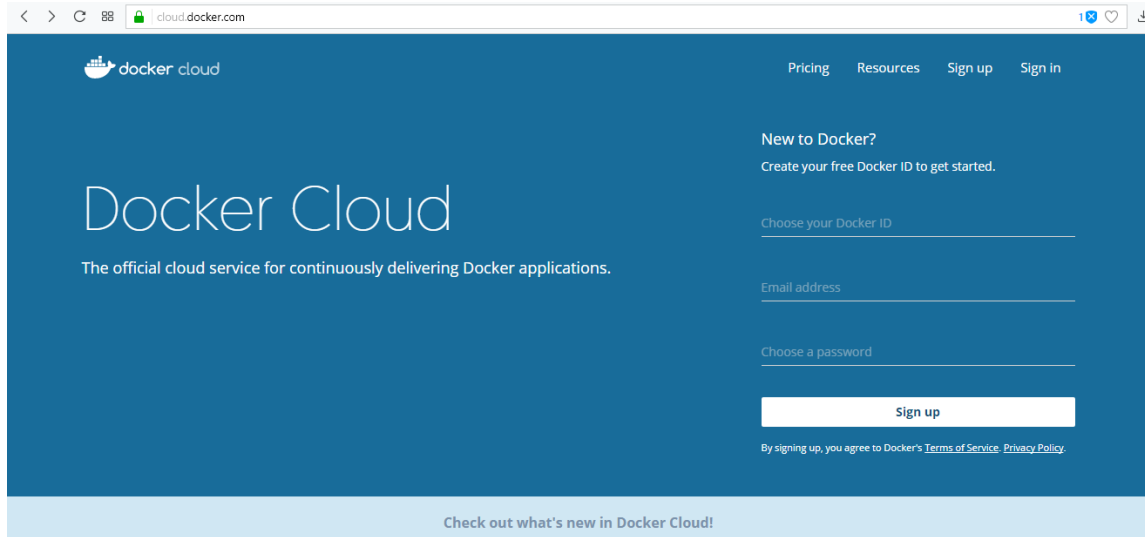 cloud.docker.com
1
docker cloud
Pricing Resources Sign up Sign in
New to Docker?
Create your free Docker ID to get started.
Docker Cloud
Choose your Docker ID
The official cloud service for continuously delivering Docker applications.
Email address
Choose a password
Sign up
By signing up, you agree to Docker's Terms of Service. Privacy Policy.
Check out what's new in Docker Cloud!